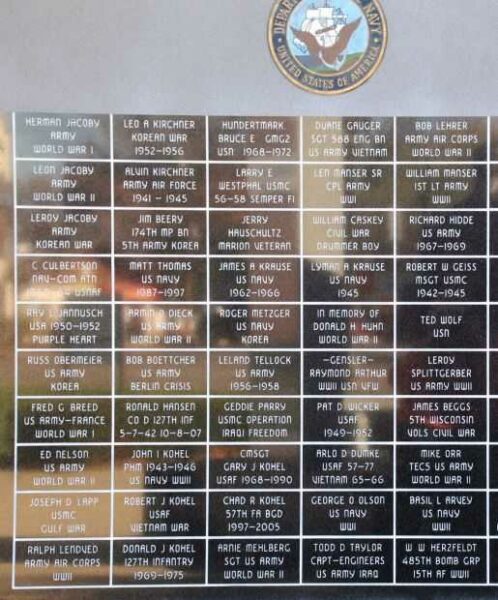 DEPARTMENT OF THE NAVY
UNITED STATES OF AMERICA
HERMAN JACOBY
ARMY
WORLD WAR I
LEO A KIRCHNER
KOREAN WAR
1952-1956
HUNDERTMARK
BRUCE E GMG2
USN 1968-1972
DUANE GAUGER
SGT 588 ENG BN
US ARMY VIETNAM
BOB LEHRER
ARMY AIR CORPS
WORLD WAR II
LEON JACOBY
ARMY
WORLD WAR II
ALVIN KIRCHNER
ARMY AIR FORCE
1941 - 1945
LARRY E
WESTPHAL USMC
56-58 SEMPER FI
LEN MANSER SR
CPL ARMY
WWI
WILLIAM MANSER
1ST LT ARMY
WWII
LEROY JACOBY
ARMY
KOREAN WAR
JIM BEERY
174TH MP BN
5TH ARMY KOREA
JERRY
HAUSCHULTZ
MARION VETERAN
WILLIAM CASKEY
CIVIL WAR
DRUMMER BOY
RICHARD HIDDE
US ARMY
1967-1969
C CULBERTSON
NAV-COM ATN
USNAF
MATT THOMAS
US NAVY
1987-1997
JAMES A KRAUSE
US NAVY
1962-1966
LYMAN A KRAUSE
US NAVY
1945
ROBERT W GEISS
MSGT USMC
1942-1945
RAY L JANNUSCH
USA 1950-1952
PURPLE HEART
ARMIN O DIECK
US ARMY
WORLD WAR II
ROGER METZGER
US NAVY
KOREA
IN MEMORY OF
DONALD H HUHN
WORLD WAR II
TED WOLF
USN
RUSS OBERMEIER
US ARMY
KOREA
BOB BOETTCHER
US ARMY
BERLIN CRISIS
LELAND TELLOCK
US ARMY
1956-1958
-GENSLER-
RAYMOND ARTHUR
WWII USN VFW
LEROY
SPLITTGERBER
US ARMY WWII
FRED G BREED
US ARMY-FRANCE
WORLD WAR I
RONALD HANSEN
CO D 127TH INF
5-7-42 10-8-07
GEDDIE PARRY
USMC OPERATION
IRAQI FREEDOM
PAT D WICKER
USAF
1949-1952
JAMES BEGGS
5TH WISCONSIN
VOLS CIVIL WAR
ED NELSON
US ARMY
WORLD WAR II
JOHN I KOHEL
PHM 1943-1946
US NAVY WWII
CMSGT
GARY J KOHEL
USAF 1968-1990
ARLO D DUMKE
USAF 57-77
VIETNAM 65-66
MIKE ORR
TEC5 US ARMY
WORLD WAR II
JOSEPH D LAPP
USMC
GULF WAR
ROBERT J KOHEL
USAF
VIETNAM WAR
CHAD R KOHEL
57TH FA BGD
1997-2005
GEORGE O OLSON
US NAVY
WWI
BASIL L ARVEY
US NAVY
WWII
RALPH LENDVED
ARMY AIR CORPS
WWII
DONALD J KOHEL
127TH INFANTRY
1969-1975
ARNIE MEHLBERG
SGT US ARMY
WORLD WAR II
TODD D TAYLOR
CAPT-ENGINEERS
US ARMY IRAQ
W W HERZFELDT
485TH BOMB GRP
15TH AF WWII